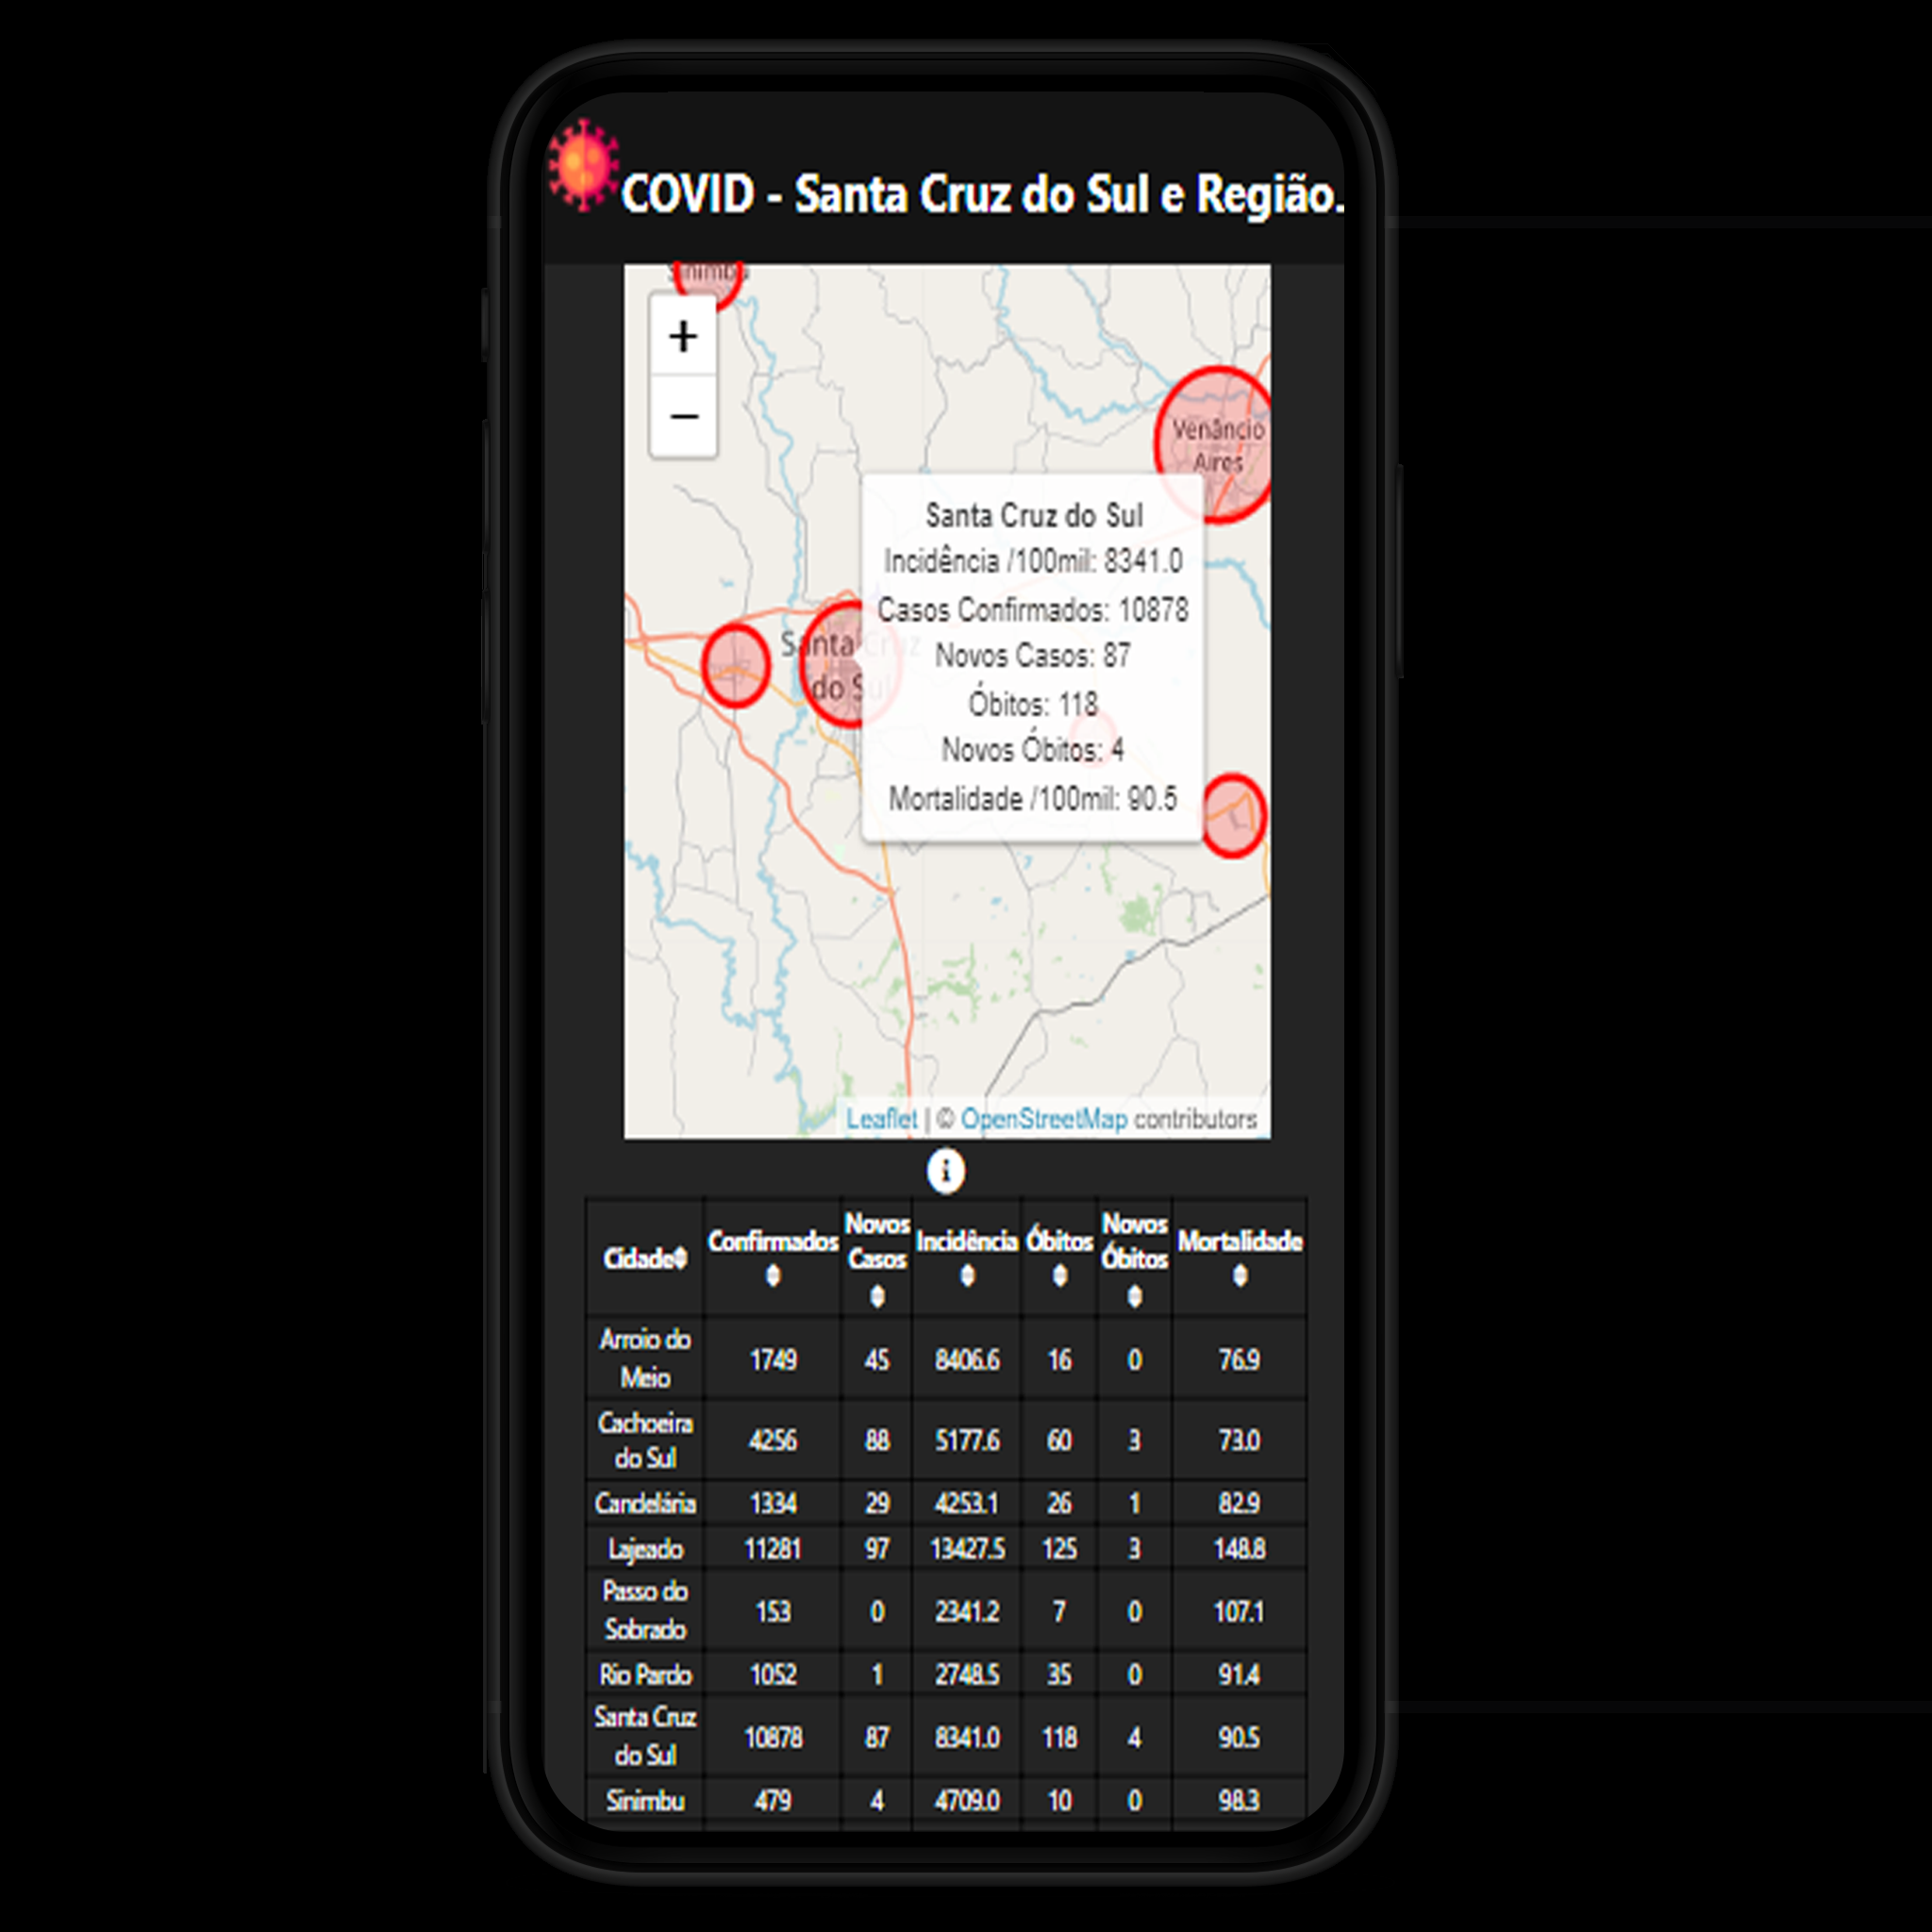 COVID - Santa Cruz do Sul e Região.
Sinimbu
+
−
Venâncio
Aires
Santa Cruz do Sul
Incidência /100mil: 8341.0
Casos Confirmados: 10878
Novos Casos: 87
Óbitos: 118
Novos Óbitos: 4
Mortalidade /100mil: 90.5
Santa Cruz
do Sul
Leaflet | © OpenStreetMap contributors
i
Cidade Confirmados Novos Casos Incidência Óbitos Novos Óbitos Mortalidade
Arroio do Meio 1749 45 8406.6 16 0 76.9
Cachoeira do Sul 4256 88 5177.6 60 3 73.0
Candelária 1334 29 4253.1 26 1 82.9
Lajeado 11281 97 13427.5 125 3 148.8
Passo do Sobrado 153 0 2341.2 7 0 107.1
Rio Pardo 1052 1 2748.5 35 0 91.4
Santa Cruz do Sul 10878 87 8341.0 118 4 90.5
Sinimbu 479 4 4709.0 10 0 98.3